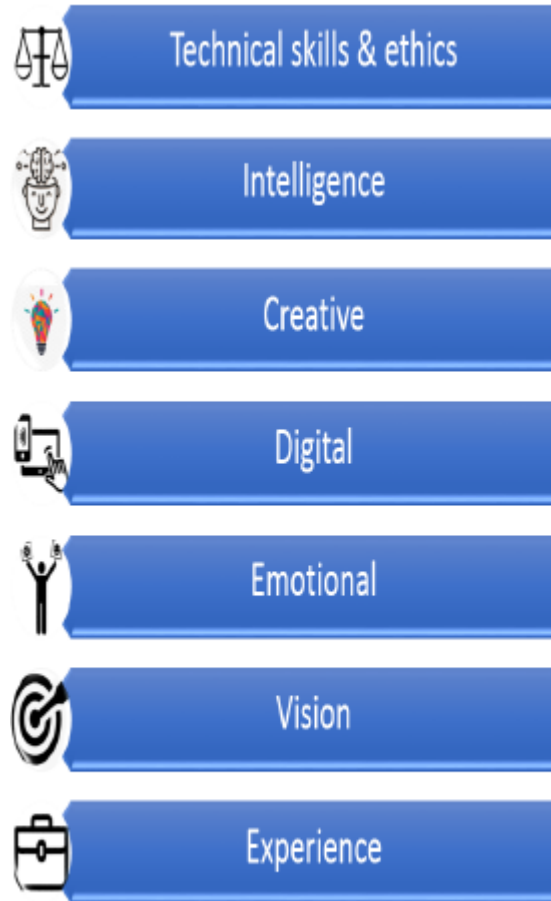 Technical skills & ethics
Intelligence
Creative
Digital
Emotional
Vision
Experience